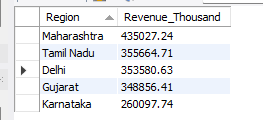 Region Revenue_Thousand
Maharashtra 435027.24
Tamil Nadu 355664.71
Delhi 353580.63
Gujarat 348856.41
Karnataka 260097.74